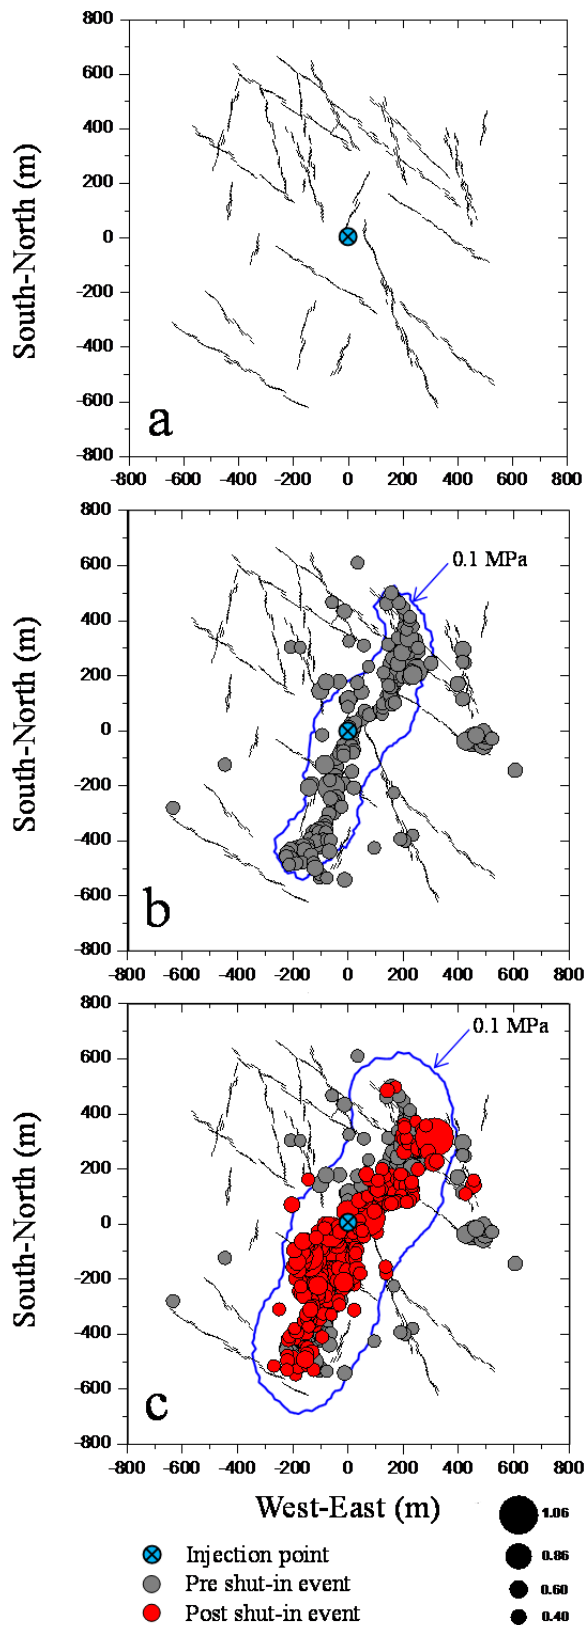 800
600
400
200
0
-200
-400
-600
-800
South-North (m)
a
-800 -600 -400 -200 0 200 400 600 800
800
600
400
200
0
-200
-400
-600
-800
South-North (m)
0.1 MPa
b
-800 -600 -400 -200 0 200 400 600 800
800
600
400
200
0
-200
-400
-600
-800
South-North (m)
0.1 MPa
c
-800 -600 -400 -200 0 200 400 600 800
West-East (m)
Injection point
Pre shut-in event
Post shut-in event
1.06
0.86
0.60
0.40